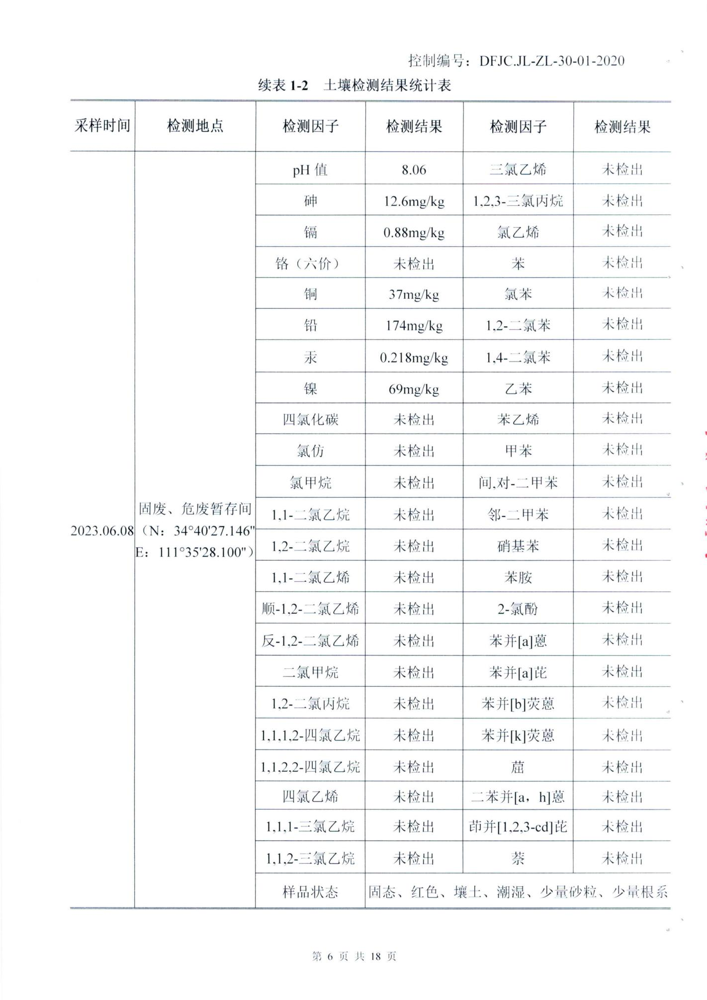 控制编号：DFJC.JL-ZL-30-01-2020
续表 1-2 土壤检测结果统计表
采样时间 检测地点 检测因子 检测结果 检测因子 检测结果
pH 值 8.06 三氯乙烯 未检出
砷 12.6mg/kg 1,2,3-三氯丙烷 未检出
镉 0.88mg/kg 氯乙烯 未检出
铬（六价） 未检出 苯 未检出
铜 37mg/kg 氯苯 未检出
铅 174mg/kg 1,2-二氯苯 未检出
汞 0.218mg/kg 1,4-二氯苯 未检出
镍 69mg/kg 乙苯 未检出
四氯化碳 未检出 苯乙烯 未检出
氯仿 未检出 甲苯 未检出
氯甲烷 未检出 间,对-二甲苯 未检出
2023.06.08
固废、危废暂存间
（N：34°40'27.146"
E：111°35'28.100"）
1,1-二氯乙烷 未检出 邻-二甲苯 未检出
1,2-二氯乙烷 未检出 硝基苯 未检出
1,1-二氯乙烯 未检出 苯胺 未检出
顺-1,2-二氯乙烯 未检出 2-氯酚 未检出
反-1,2-二氯乙烯 未检出 苯并[a]蒽 未检出
二氯甲烷 未检出 苯并[a]芘 未检出
1,2-二氯丙烷 未检出 苯并[b]荧蒽 未检出
1,1,1,2-四氯乙烷 未检出 苯并[k]荧蒽 未检出
1,1,2,2-四氯乙烷 未检出 䓛 未检出
四氯乙烯 未检出 二苯并[a，h]蒽 未检出
1,1,1-三氯乙烷 未检出 茚并[1,2,3-cd]芘 未检出
1,1,2-三氯乙烷 未检出 萘 未检出
样品状态 固态、红色、壤土、潮湿、少量砂粒、少量根系
第 6 页 共 18 页